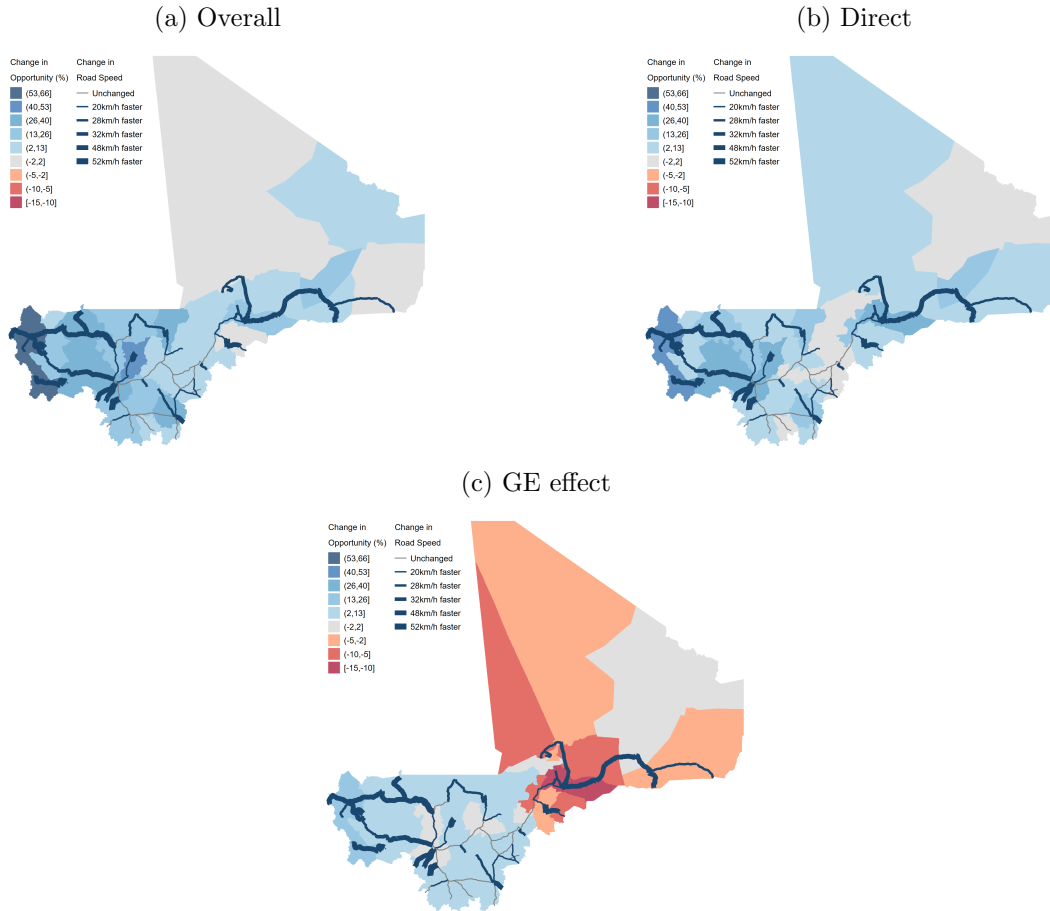 (a) Overall
Change in Change in
Opportunity (%) Road Speed
(53,66] Unchanged
(40,53] 20km/h faster
(26,40] 28km/h faster
(13,26] 32km/h faster
(2,13] 48km/h faster
(-2,2] 52km/h faster
(-5,-2]
(-10,-5]
[-15,-10]
(b) Direct
Change in Change in
Opportunity (%) Road Speed
(53,66] Unchanged
(40,53] 20km/h faster
(26,40] 28km/h faster
(13,26] 32km/h faster
(2,13] 48km/h faster
(-2,2] 52km/h faster
(-5,-2]
(-10,-5]
[-15,-10]
(c) GE effect
Change in Change in
Opportunity (%) Road Speed
(53,66] Unchanged
(40,53] 20km/h faster
(26,40] 28km/h faster
(13,26] 32km/h faster
(2,13] 48km/h faster
(-2,2] 52km/h faster
(-5,-2]
(-10,-5]
[-15,-10]